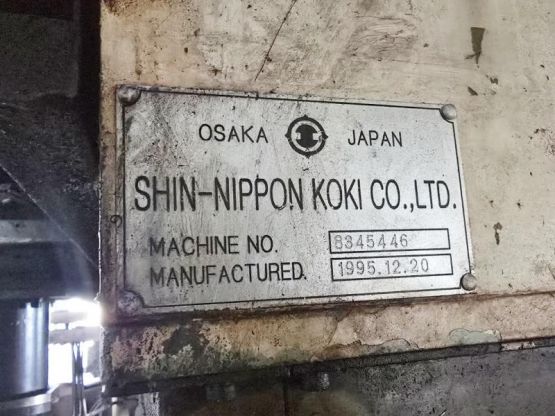 OSAKA JAPAN
SHIN-NIPPON KOKI CO.,LTD.
MACHINE NO. 8345446
MANUFACTURED. 1995.12.20